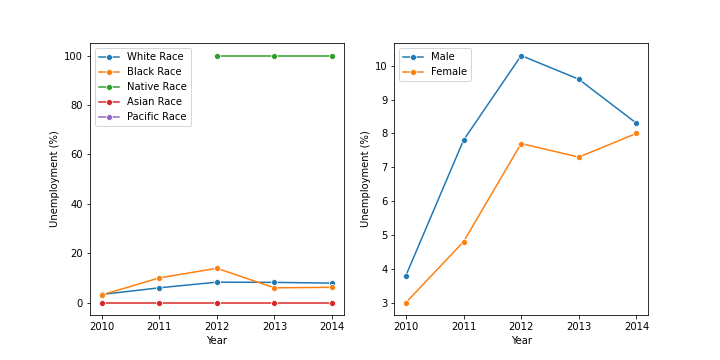 White Race
Black Race
Native Race
Asian Race
Pacific Race
Unemployment (%)
100
80
60
40
20
0
2010 2011 2012 2013 2014
Year
Male
Female
Unemployment (%)
10
9
8
7
6
5
4
3
2010 2011 2012 2013 2014
Year